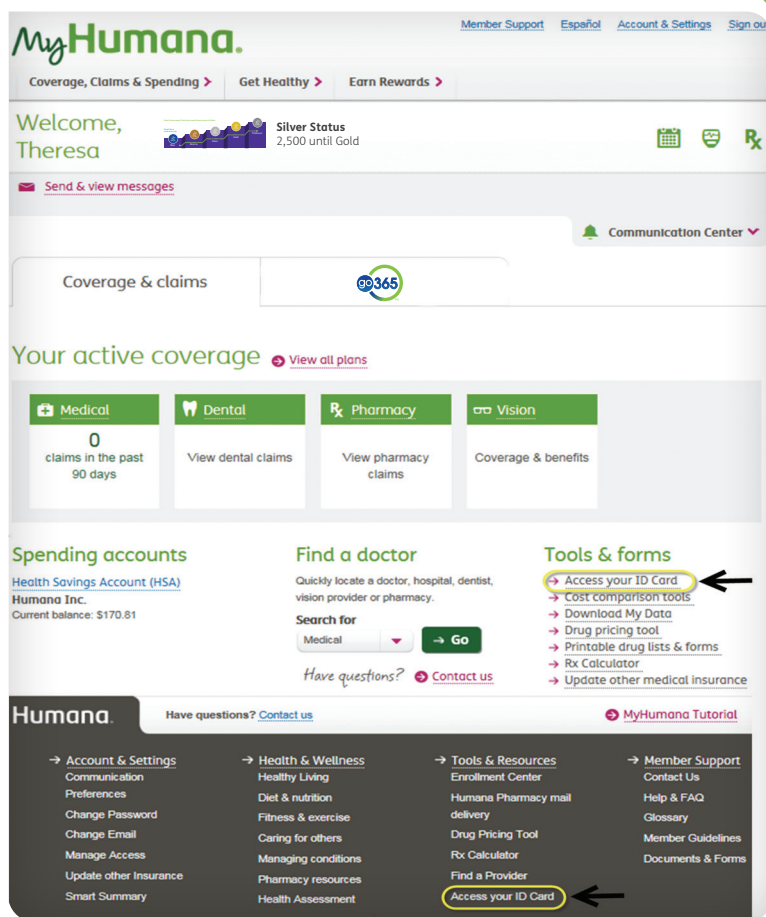 MyHumana.
Member Support Español Account & Settings Sign ou
Coverage, Claims & Spending > Get Healthy > Earn Rewards >
Welcome,
Theresa
Silver Status
2,500 until Gold
Rx
Send & view messages
Communication Center
Coverage & claims
go365
Your active coverage
View all plans
Medical
0
claims in the past
90 days
Dental
View dental claims
Rx Pharmacy
View pharmacy
claims
Vision
Coverage & benefits
Spending accounts
Health Savings Account (HSA)
Humana Inc.
Current balance: $170.81
Find a doctor
Quickly locate a doctor, hospital, dentist,
vision provider or pharmacy.
Search for
Medical → Go
Have questions? Contact us
Tools & forms
→ Access your ID Card
→ Cost comparison tools
→ Download My Data
→ Drug pricing tool
→ Printable drug lists & forms
→ Rx Calculator
→ Update other medical insurance
Humana.
Have questions? Contact us
MyHumana Tutorial
→ Account & Settings
Communication
Preferences
Change Password
Change Email
Manage Access
Update other Insurance
Smart Summary
→ Health & Wellness
Healthy Living
Diet & nutrition
Fitness & exercise
Caring for others
Managing conditions
Pharmacy resources
Health Assessment
→ Tools & Resources
Enrollment Center
Humana Pharmacy mail
delivery
Drug Pricing Tool
Rx Calculator
Find a Provider
Access your ID Card
→ Member Support
Contact Us
Help & FAQ
Glossary
Member Guidelines
Documents & Forms